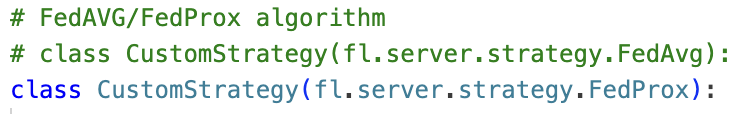 # FedAVG/FedProx algorithm
# class CustomStrategy(fl.server.strategy.FedAvg):
class CustomStrategy(fl.server.strategy.FedProx):